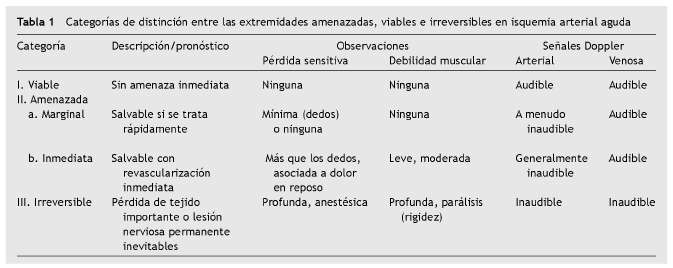 Tabla 1 Categorías de distinción entre las extremidades amenazadas, viables e irreversibles en isquemia arterial aguda
Categoría Descripción/pronóstico Observaciones Señales Doppler
Pérdida sensitiva Debilidad muscular Arterial Venosa
I. Viable Sin amenaza inmediata Ninguna Ninguna Audible Audible
II. Amenazada
a. Marginal Salvable si se trata Mínima (dedos) Ninguna A menudo Audible
rápidamente o ninguna inaudible
b. Inmediata Salvable con Más que los dedos, Leve, moderada Generalmente Audible
revascularización asociada a dolor inaudible
inmediata en reposo
III. Irreversible Pérdida de tejido Profunda, anestésica Profunda, parálisis Inaudible Inaudible
importante o lesión (rigidez)
nerviosa permanente
inevitables